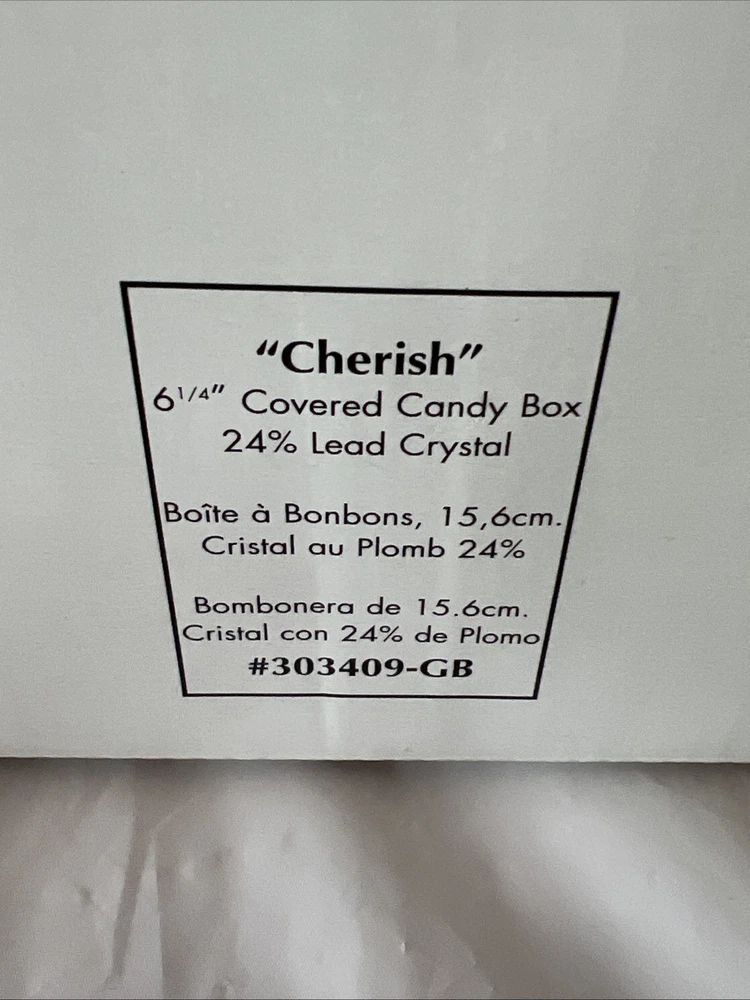 “Cherish”
6 1/4” Covered Candy Box
24% Lead Crystal
Boîte à Bonbons, 15,6cm.
Cristal au Plomb 24%
Bombonera de 15.6cm.
Cristal con 24% de Plomo
#303409-GB